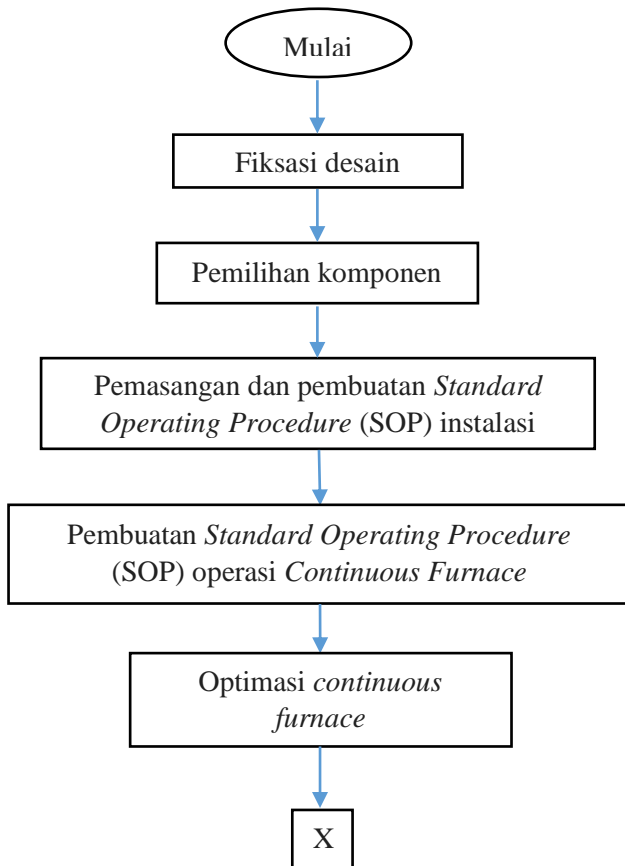 Mulai
Fiksasi desain
Pemilihan komponen
Pemasangan dan pembuatan Standard
Operating Procedure (SOP) instalasi
Pembuatan Standard Operating Procedure
(SOP) operasi Continuous Furnace
Optimasi continuous
furnace
X